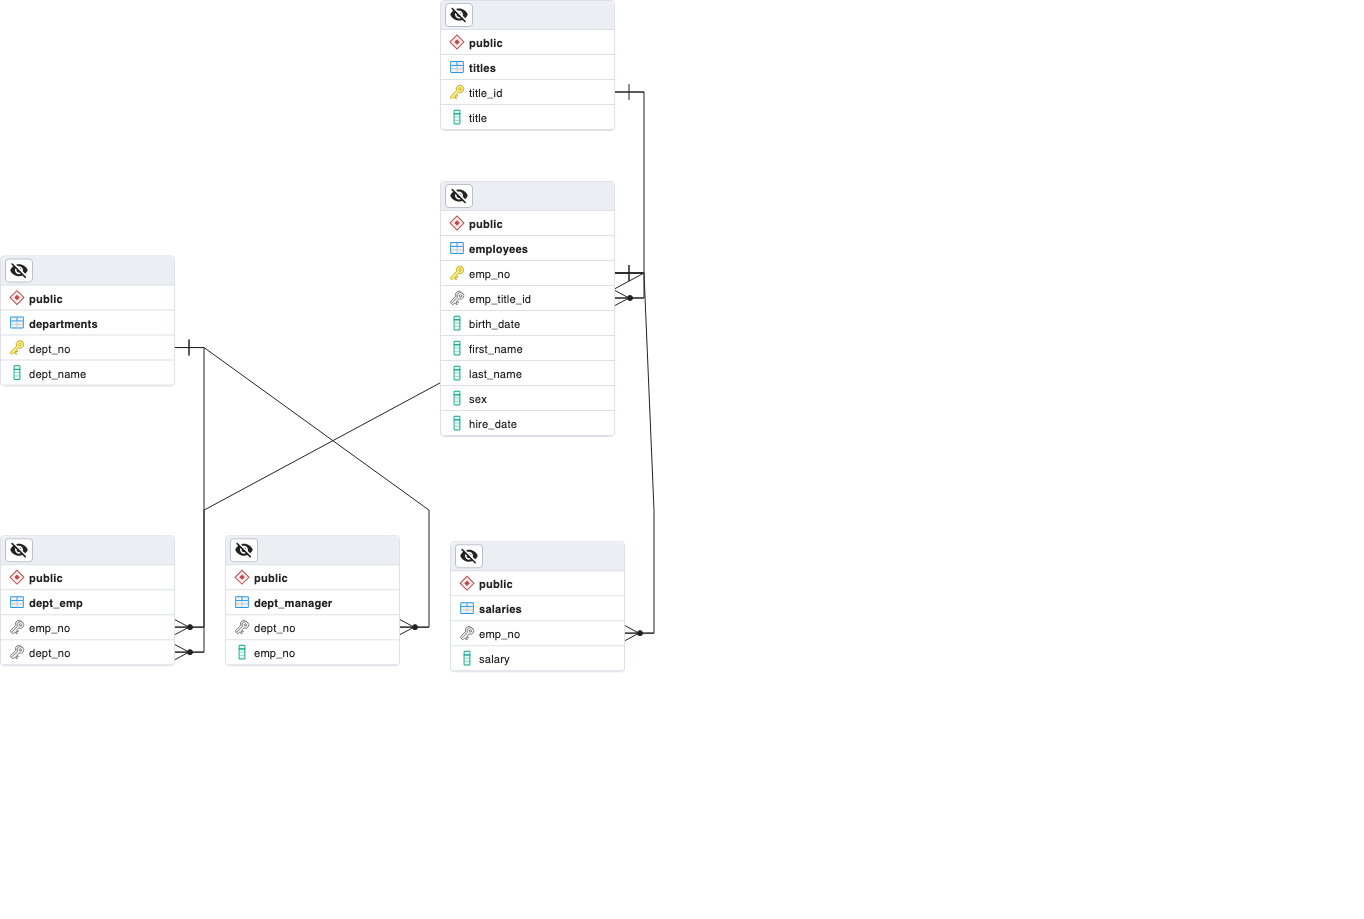 public
titles
title_id
title
public
employees
emp_no
emp_title_id
birth_date
first_name
last_name
sex
hire_date
public
departments
dept_no
dept_name
public
dept_emp
emp_no
dept_no
public
dept_manager
dept_no
emp_no
public
salaries
emp_no
salary